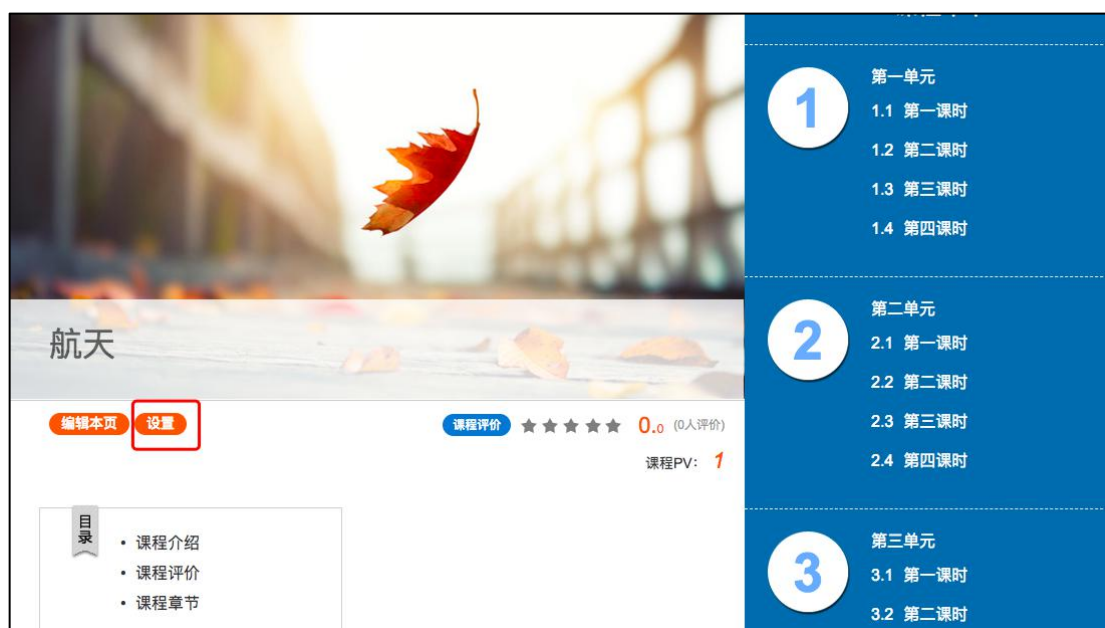 航天
编辑本页 设置
课程评价 0.0 (0人评价)
课程PV： 1
目录
• 课程介绍
• 课程评价
• 课程章节
1
第一单元
1.1 第一课时
1.2 第二课时
1.3 第三课时
1.4 第四课时
2
第二单元
2.1 第一课时
2.2 第二课时
2.3 第三课时
2.4 第四课时
3
第三单元
3.1 第一课时
3.2 第二课时